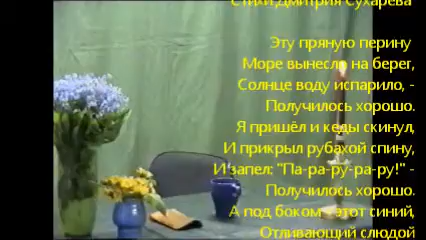 Стихи Дмитрия Сухарева
Эту пряную перину
Море вынесло на берег,
Солнце воду испарило, -
Получилось хорошо.
Я пришёл и кеды скинул,
И прикрыл рубахой спину,
И запел: "Па-ра-ру-ра-ру!" -
Получилось хорошо.
А под боком , этот синий,
Отливающий слюдой